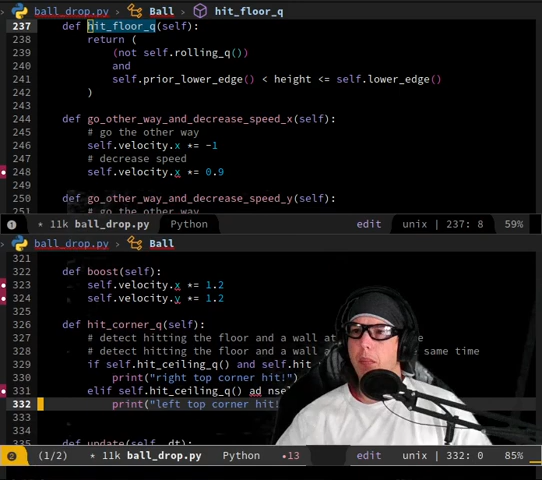 ball_drop.py › Ball › hit_floor_q
237 def hit_floor_q(self):
238 return (
239 (not self.rolling_q())
240 and
241 self.prior_lower_edge() < height <= self.lower_edge()
242 )
243
244 def go_other_way_and_decrease_speed_x(self):
245 # go the other way
246 self.velocity.x *= -1
247 # decrease speed
248 self.velocity.x *= 0.9
249
250 def go_other_way_and_decrease_speed_y(self):
251 # go the other way
1 * 11k ball_drop.py Python edit unix | 237: 8 59%
ball_drop.py › Ball
321
322 def boost(self):
323 self.velocity.x *= 1.2
324 self.velocity.y *= 1.2
325
326 def hit_corner_q(self):
327 # detect hitting the floor and a wall at
328 # detect hitting the floor and a wall same time
329 if self.hit_ceiling_q() and self.hit
330 print("right top corner hit!")
331 elif self.hit_ceiling_q() ad nsel
332 print("left top corner hit!
333
334
335 def update(self, dt):
2 (1/2) * 11k ball_drop.py Python •13 edit unix | 332: 0 85%